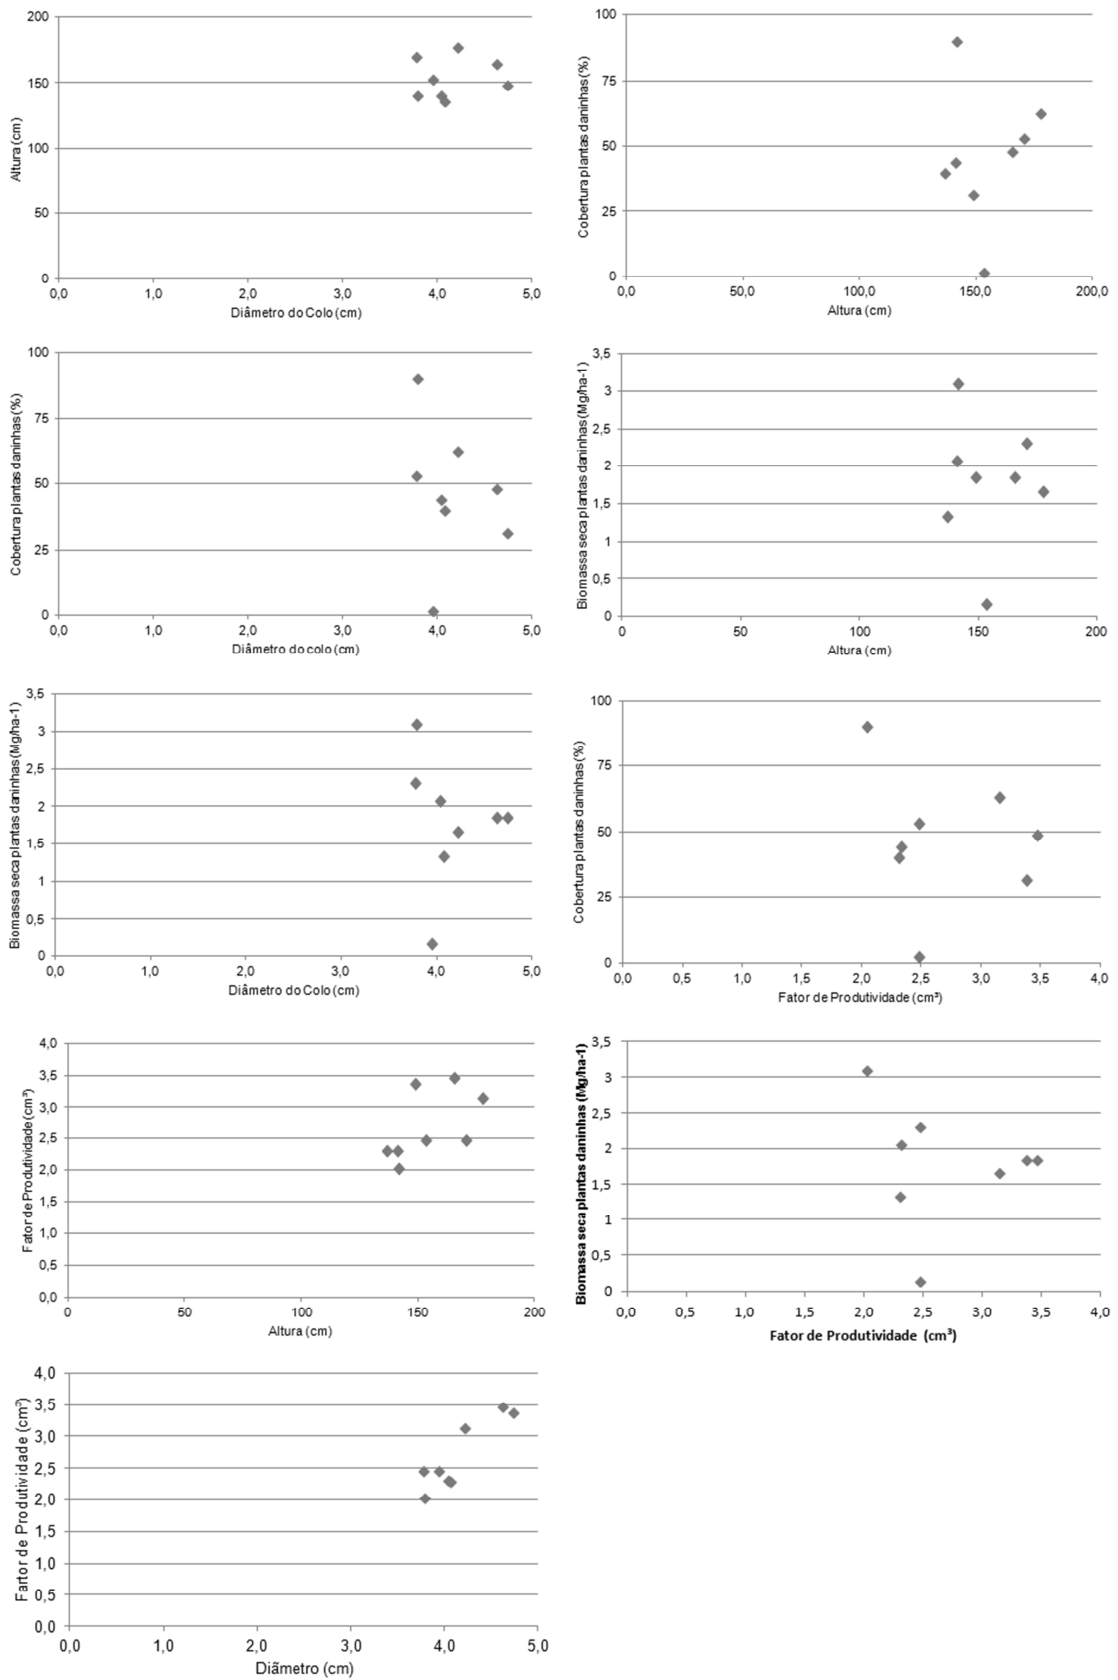 200
150
100
50
0
0,0 1,0 2,0 3,0 4,0 5,0
Altura (cm)
Diâmetro do Colo (cm)
100
75
50
25
0
0,0 50,0 100,0 150,0 200,0
Cobertura plantas daninhas (%)
Altura (cm)
100
75
50
25
0
0,0 1,0 2,0 3,0 4,0 5,0
Cobertura plantas daninhas (%)
Diâmetro do colo (cm)
3,5
3
2,5
2
1,5
1
0,5
0
0 50 100 150 200
Biomassa seca plantas daninhas (Mg/ha-1)
Altura (cm)
3,5
3
2,5
2
1,5
1
0,5
0
0,0 1,0 2,0 3,0 4,0 5,0
Biomassa seca plantas daninhas (Mg/ha-1)
Diâmetro do Colo (cm)
100
75
50
25
0
0,0 0,5 1,0 1,5 2,0 2,5 3,0 3,5 4,0
Cobertura plantas daninhas (%)
Fator de Produtividade (cm³)
4,0
3,5
3,0
2,5
2,0
1,5
1,0
0,5
0,0
0 50 100 150 200
Fator de Produtividade (cm³)
Altura (cm)
3,5
3
2,5
2
1,5
1
0,5
0
0,0 0,5 1,0 1,5 2,0 2,5 3,0 3,5 4,0
Biomassa seca plantas daninhas (Mg/ha-1)
Fator de Produtividade (cm³)
4,0
3,5
3,0
2,5
2,0
1,5
1,0
0,5
0,0
0,0 1,0 2,0 3,0 4,0 5,0
Fartor de Produtividade (cm³)
Diãmetro (cm)